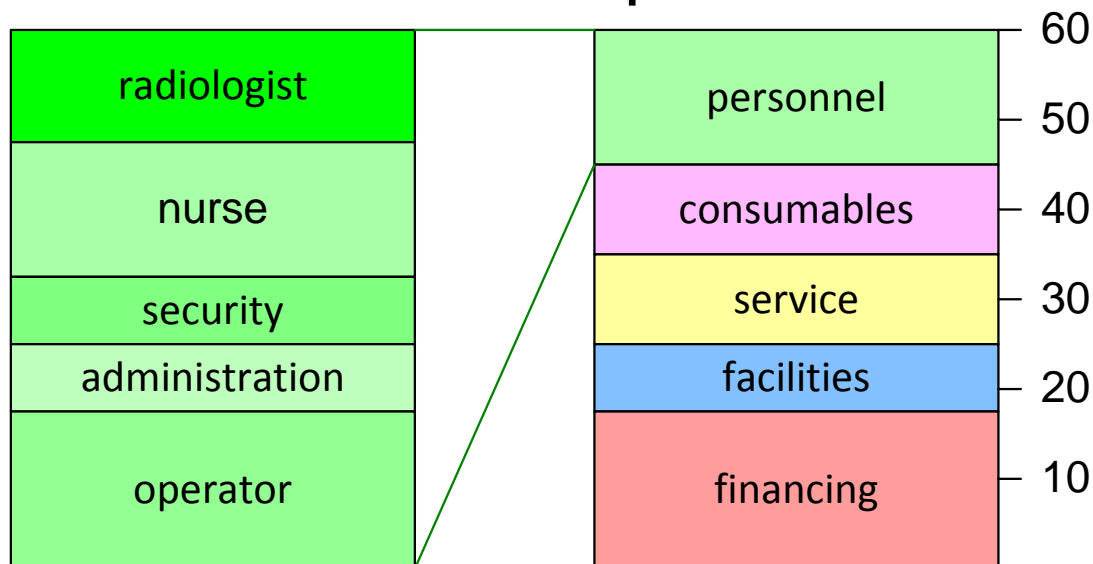 radiologist
nurse
security
administration
operator
personnel
consumables
service
facilities
financing
60
50
40
30
20
10